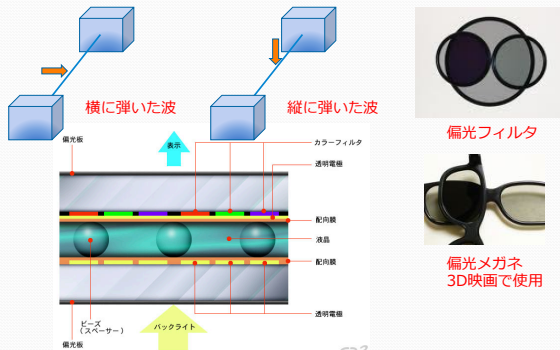 横に弾いた波
縦に弾いた波
偏光フィルタ
偏光板
表示
カラーフィルタ
透明電極
配向膜
液晶
配向膜
透明電極
ビーズ
(スペーサー)
バックライト
偏光板
偏光メガネ
3D映画で使用